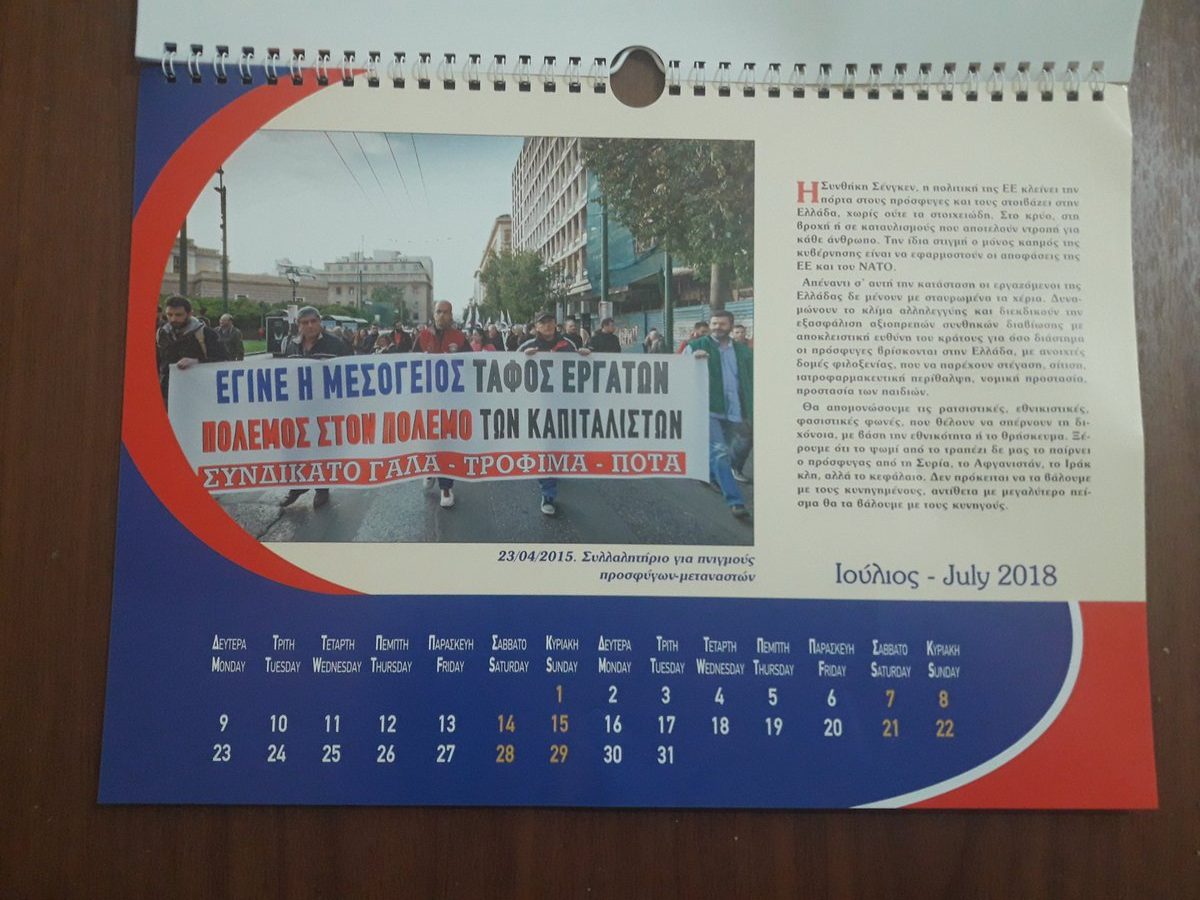 ΕΓΙΝΕ Η ΜΕΣΟΓΕΙΟΣ ΤΑΦΟΣ ΕΡΓΑΤΩΝ
ΠΟΛΕΜΟΣ ΣΤΟΝ ΠΟΛΕΜΟ ΤΩΝ ΚΑΠΙΤΑΛΙΣΤΩΝ
ΣΥΝΔΙΚΑΤΟ ΓΑΛΑ - ΤΡΟΦΙΜΑ - ΠΟΤΑ
23/04/2015. Συλλαλητήριο για πνιγμούς
προσφύγων-μεταναστών
Η Συνθήκη Σένγκεν, η πολιτική της ΕΕ κλείνει την
πόρτα στους πρόσφυγες και τους στοιβάζει στην
Ελλάδα, χωρίς ούτε τα στοιχειώδη. Στο κρύο, στη
βροχή ή σε καταυλισμούς που αποτελούν ντροπή για
κάθε άνθρωπο. Την ίδια στιγμή ο μόνος καημός της
κυβέρνησης είναι να εφαρμοστούν οι αποφάσεις της
ΕΕ και του ΝΑΤΟ.
Απέναντι σ' αυτή την κατάσταση οι εργαζόμενοι της
Ελλάδας δε μένουν με σταυρωμένα τα χέρια. Δυνα-
μώνουν το κλίμα αλληλεγγύης και διεκδικούν την
εξασφάλιση αξιοπρεπών συνθηκών διαβίωσης με
αποκλειστική ευθύνη του κράτους για όσο διάστημα
οι πρόσφυγες βρίσκονται στην Ελλάδα, με ανοιχτές
δομές φιλοξενίας, που να παρέχουν στέγαση, σίτιση,
ιατροφαρμακευτική περίθαλψη, νομική προστασία,
προστασία των παιδιών.
Θα απομονώσουμε τις ρατσιστικές, εθνικιστικές,
φασιστικές φωνές, που θέλουν να σπέρνουν τη δι-
χόνοια, με βάση την εθνικότητα ή το θρήσκευμα. Ξέ-
ρουμε ότι το ψωμί από το τραπέζι δε μας το παίρνει
ο πρόσφυγας από τη Συρία, το Αφγανιστάν, το Ιράκ
κλπ, αλλά το κεφάλαιο. Δεν πρόκειται να τα βάλουμε
με τους κυνηγημένους, αντίθετα με μεγαλύτερο πεί-
σμα θα τα βάλουμε με τους κυνηγούς.
Ιούλιος - July 2018
ΔΕΥΤΕΡΑ ΤΡΙΤΗ ΤΕΤΑΡΤΗ ΠΕΜΠΤΗ ΠΑΡΑΣΚΕΥΗ ΣΑΒΒΑΤΟ ΚΥΡΙΑΚΗ ΔΕΥΤΕΡΑ ΤΡΙΤΗ ΤΕΤΑΡΤΗ ΠΕΜΠΤΗ ΠΑΡΑΣΚΕΥΗ ΣΑΒΒΑΤΟ ΚΥΡΙΑΚΗ
MONDAY TUESDAY WEDNESDAY THURSDAY FRIDAY SATURDAY SUNDAY MONDAY TUESDAY WEDNESDAY THURSDAY FRIDAY SATURDAY SUNDAY
1 2 3 4 5 6 7 8
9 10 11 12 13 14 15 16 17 18 19 20 21 22
23 24 25 26 27 28 29 30 31